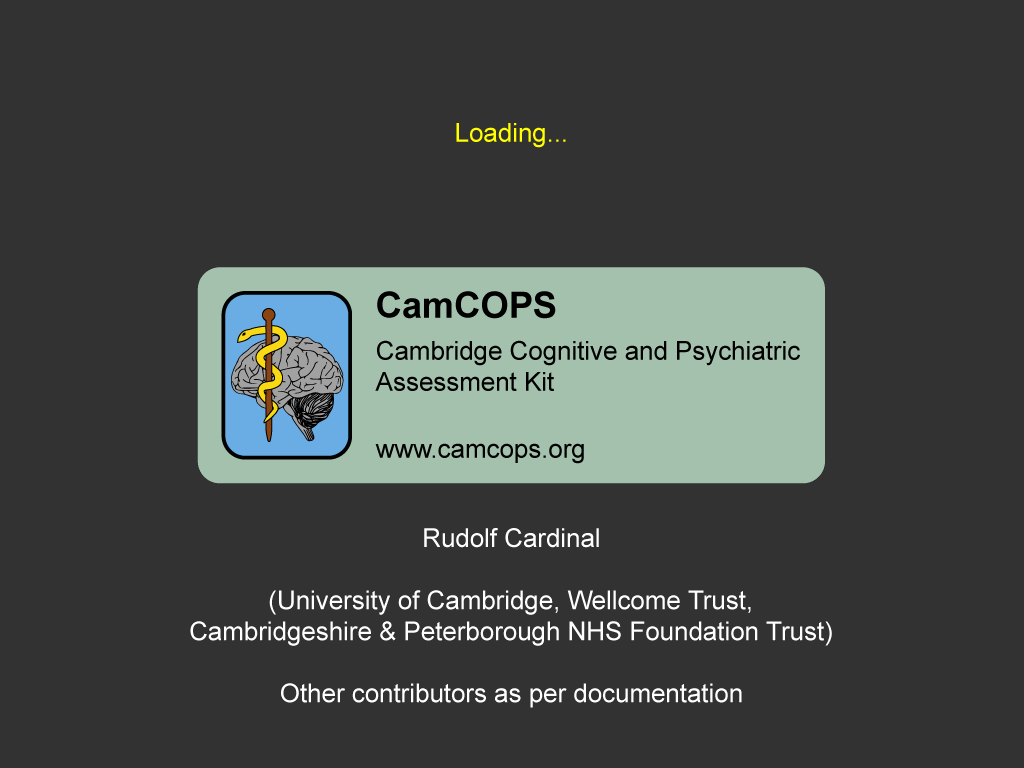 Loading...
CamCOPS
Cambridge Cognitive and Psychiatric
Assessment Kit
www.camcops.org
Rudolf Cardinal
(University of Cambridge, Wellcome Trust,
Cambridgeshire & Peterborough NHS Foundation Trust)
Other contributors as per documentation